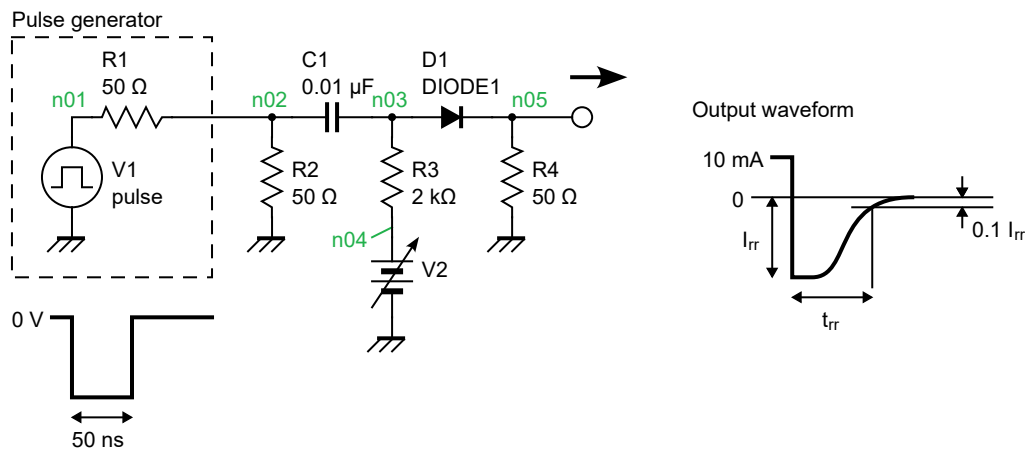 Pulse generator
R1
50 Ω
n01
V1
pulse
n02
R2
50 Ω
C1
0.01 µF
n03
R3
2 kΩ
n04
V2
D1
DIODE1
n05
R4
50 Ω
0 V
50 ns
Output waveform
10 mA
0
Irr
0.1 Irr
trr